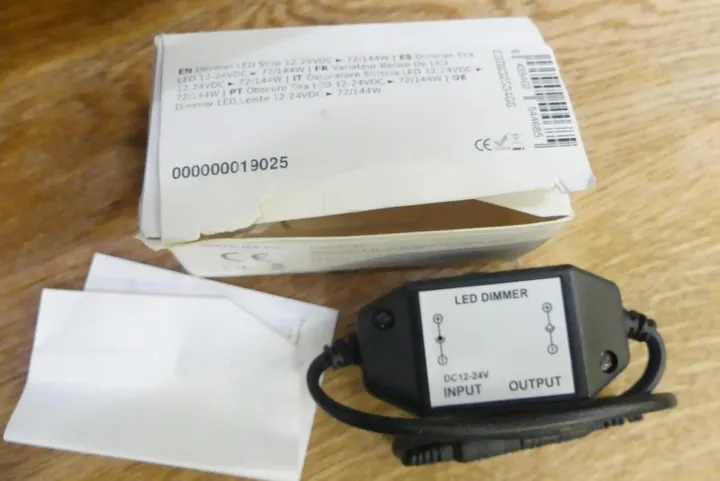 EN Dimmer LED Strip 12-24VDC ► 72/144W | ES Dimmer Tira
LED 12-24VDC ► 72/144W | FR Variateur Bande De LED
12-24VDC ► 72/144W | IT Oscuratore Striscia LED 12-24VDC ►
72/144W | PT Obscuro Tira LED 12-24VDC ► 72/144W | DE
Dimmer LED Leiste 12-24VDC ► 72/144W
000000019025
CE
544685
CE
LED DIMMER
DC12-24V
INPUT OUTPUT